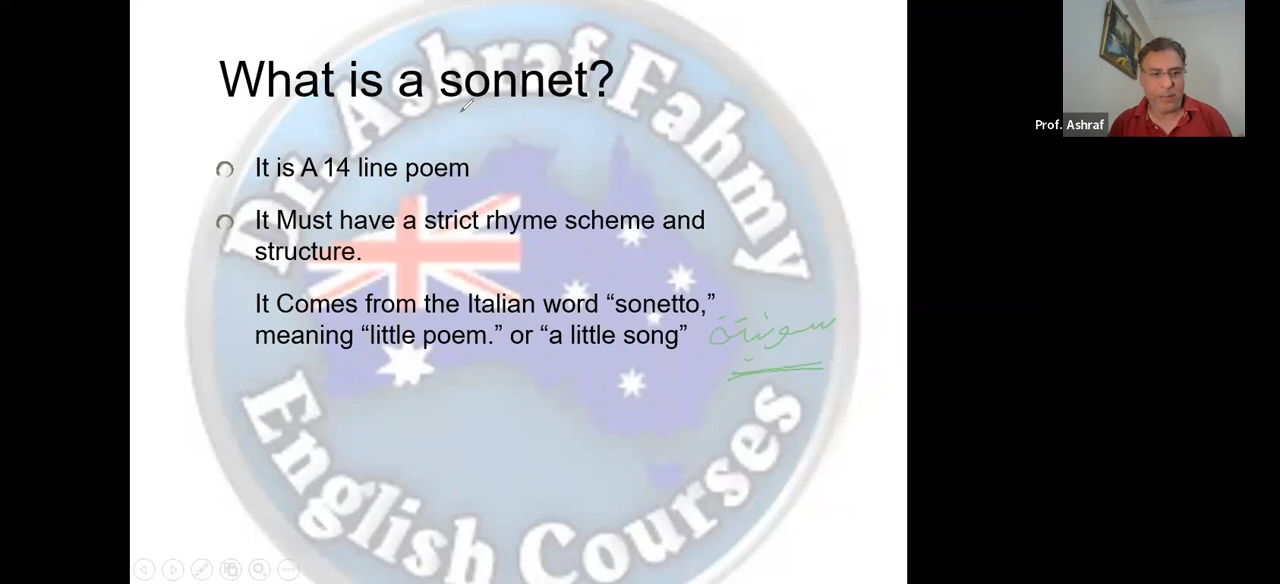 What is a sonnet?
It is A 14 line poem
It Must have a strict rhyme scheme and
structure.
It Comes from the Italian word “sonetto,”
meaning “little poem.” or “a little song”
سونيتة
Dr. Ashraf Fahmy
English Courses
Prof. Ashraf